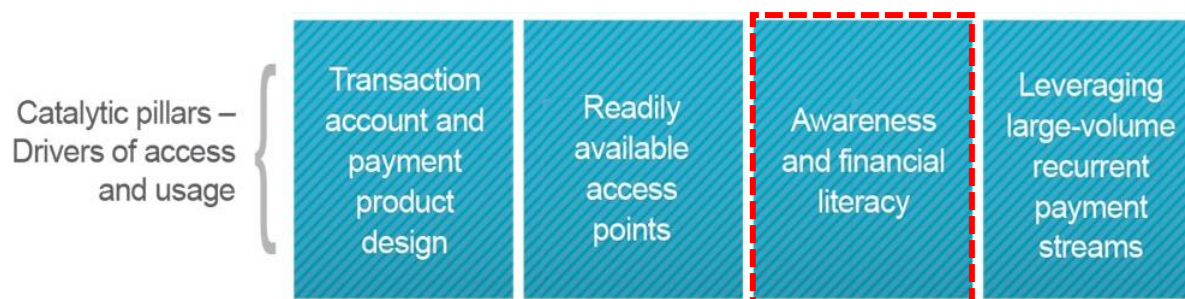 Catalytic pillars –
Drivers of access
and usage
Transaction
account and
payment
product
design
Readily
available
access
points
Awareness
and financial
literacy
Leveraging
large-volume
recurrent
payment
streams